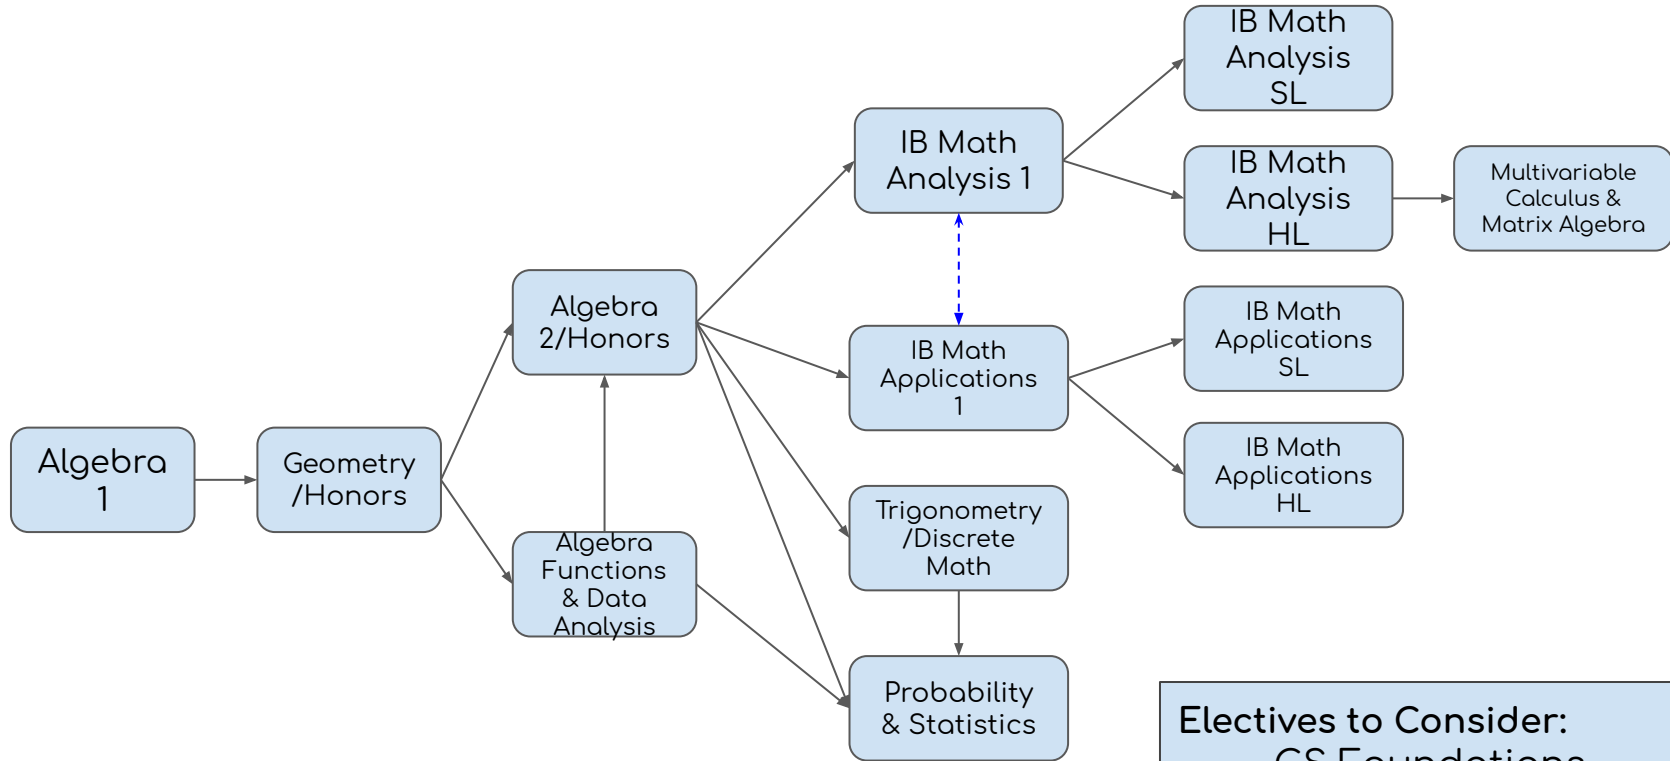 IB Math
Analysis
SL
IB Math
Analysis 1
IB Math
Analysis
HL
Multivariable
Calculus &
Matrix Algebra
Algebra
2/Honors
IB Math
Applications
1
IB Math
Applications
SL
Algebra
1
Geometry
/Honors
IB Math
Applications
HL
Algebra
Functions
& Data
Analysis
Trigonometry
/Discrete
Math
Probability
& Statistics
Electives to Consider:
CS Foundations